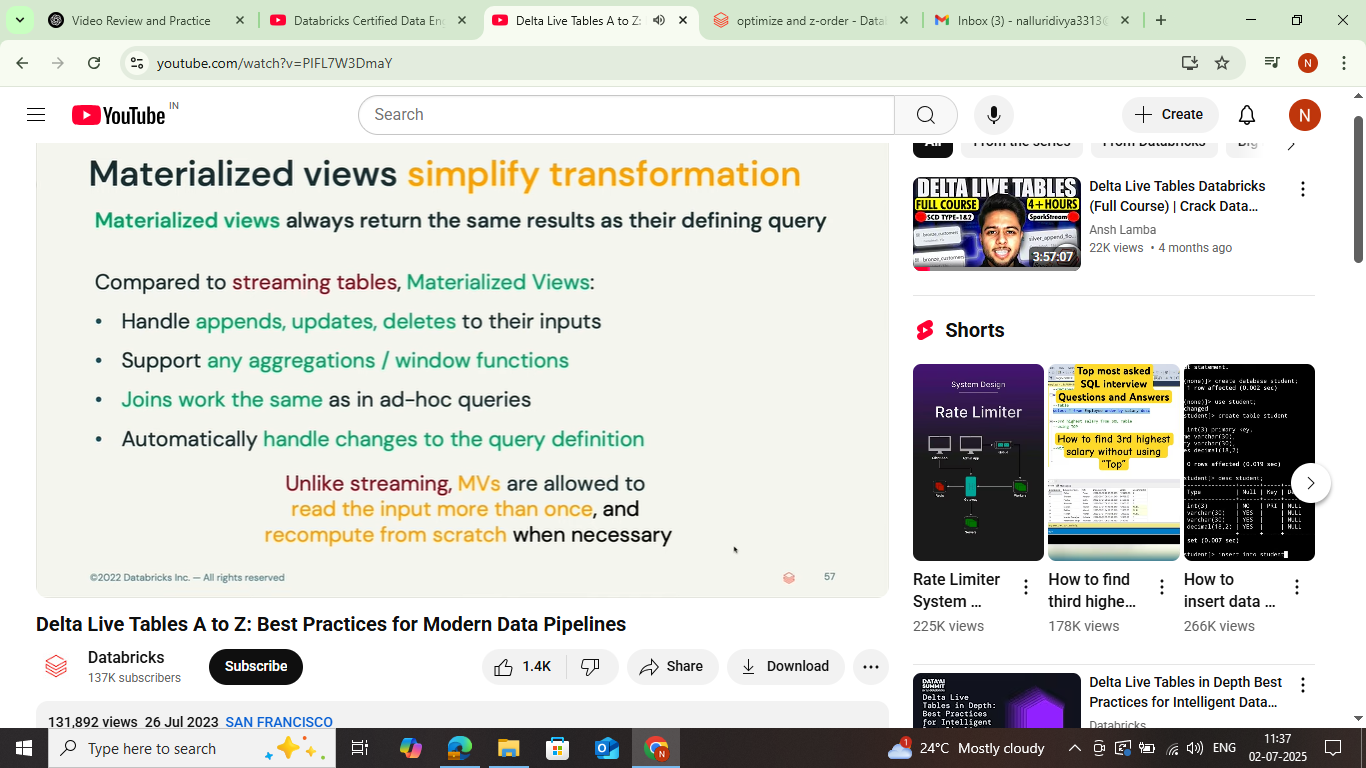 Video Review and Practice
Databricks Certified Data En
Delta Live Tables A to Z:
optimize and z-order - Data
Inbox (3) - nalluridivya3313@
youtube.com/watch?v=PIFL7W3DmaY
YouTube IN
Search
Create
N
Materialized views simplify transformation
Materialized views always return the same results as their defining query
Compared to streaming tables, Materialized Views:
• Handle appends, updates, deletes to their inputs
• Support any aggregations / window functions
• Joins work the same as in ad-hoc queries
• Automatically handle changes to the query definition
Unlike streaming, MVs are allowed to
read the input more than once, and
recompute from scratch when necessary
©2022 Databricks Inc. — All rights reserved
57
Delta Live Tables A to Z: Best Practices for Modern Data Pipelines
Databricks
137K subscribers
Subscribe
1.4K
Share
Download
131,892 views 26 Jul 2023 SAN FRANCISCO
All
From the series
From Databricks
DELTA LIVE TABLES
FULL COURSE
4+ HOURS
SCD TYPE-1&2
3:57:07
Delta Live Tables Databricks
(Full Course) | Crack Data...
Ansh Lamba
22K views • 4 months ago
Shorts
System Design
Rate Limiter
Top most asked
SQL interview
Questions and Answers
How to find 3rd highest
salary without using
"Top"
Rate Limiter
System ...
225K views
How to find
third highe...
178K views
How to
insert data ...
266K views
DATA+AI
SUMMIT
Delta Live
Tables in Depth:
Best Practices
for Intelligent
Delta Live Tables in Depth Best
Practices for Intelligent Data...
Databricks
Type here to search
24°C Mostly cloudy
ENG
11:37
02-07-2025